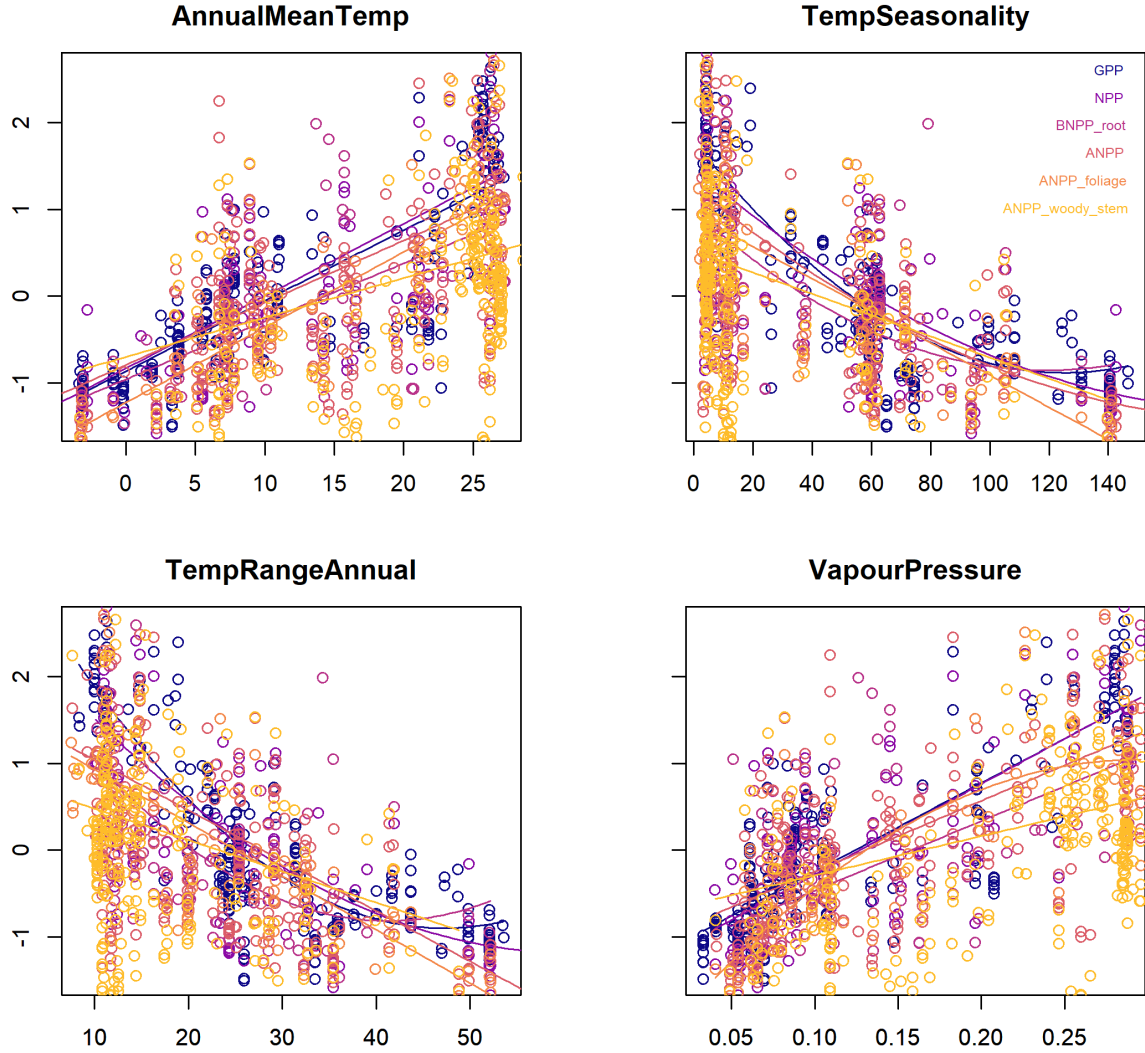 AnnualMeanTemp
TempSeasonality
2
1
0
-1
0 5 10 15 20 25
GPP
NPP
BNPP_root
ANPP
ANPP_foliage
ANPP_woody_stem
0 20 40 60 80 100 120 140
TempRangeAnnual
VapourPressure
2
1
0
-1
10 20 30 40 50
0.05 0.10 0.15 0.20 0.25